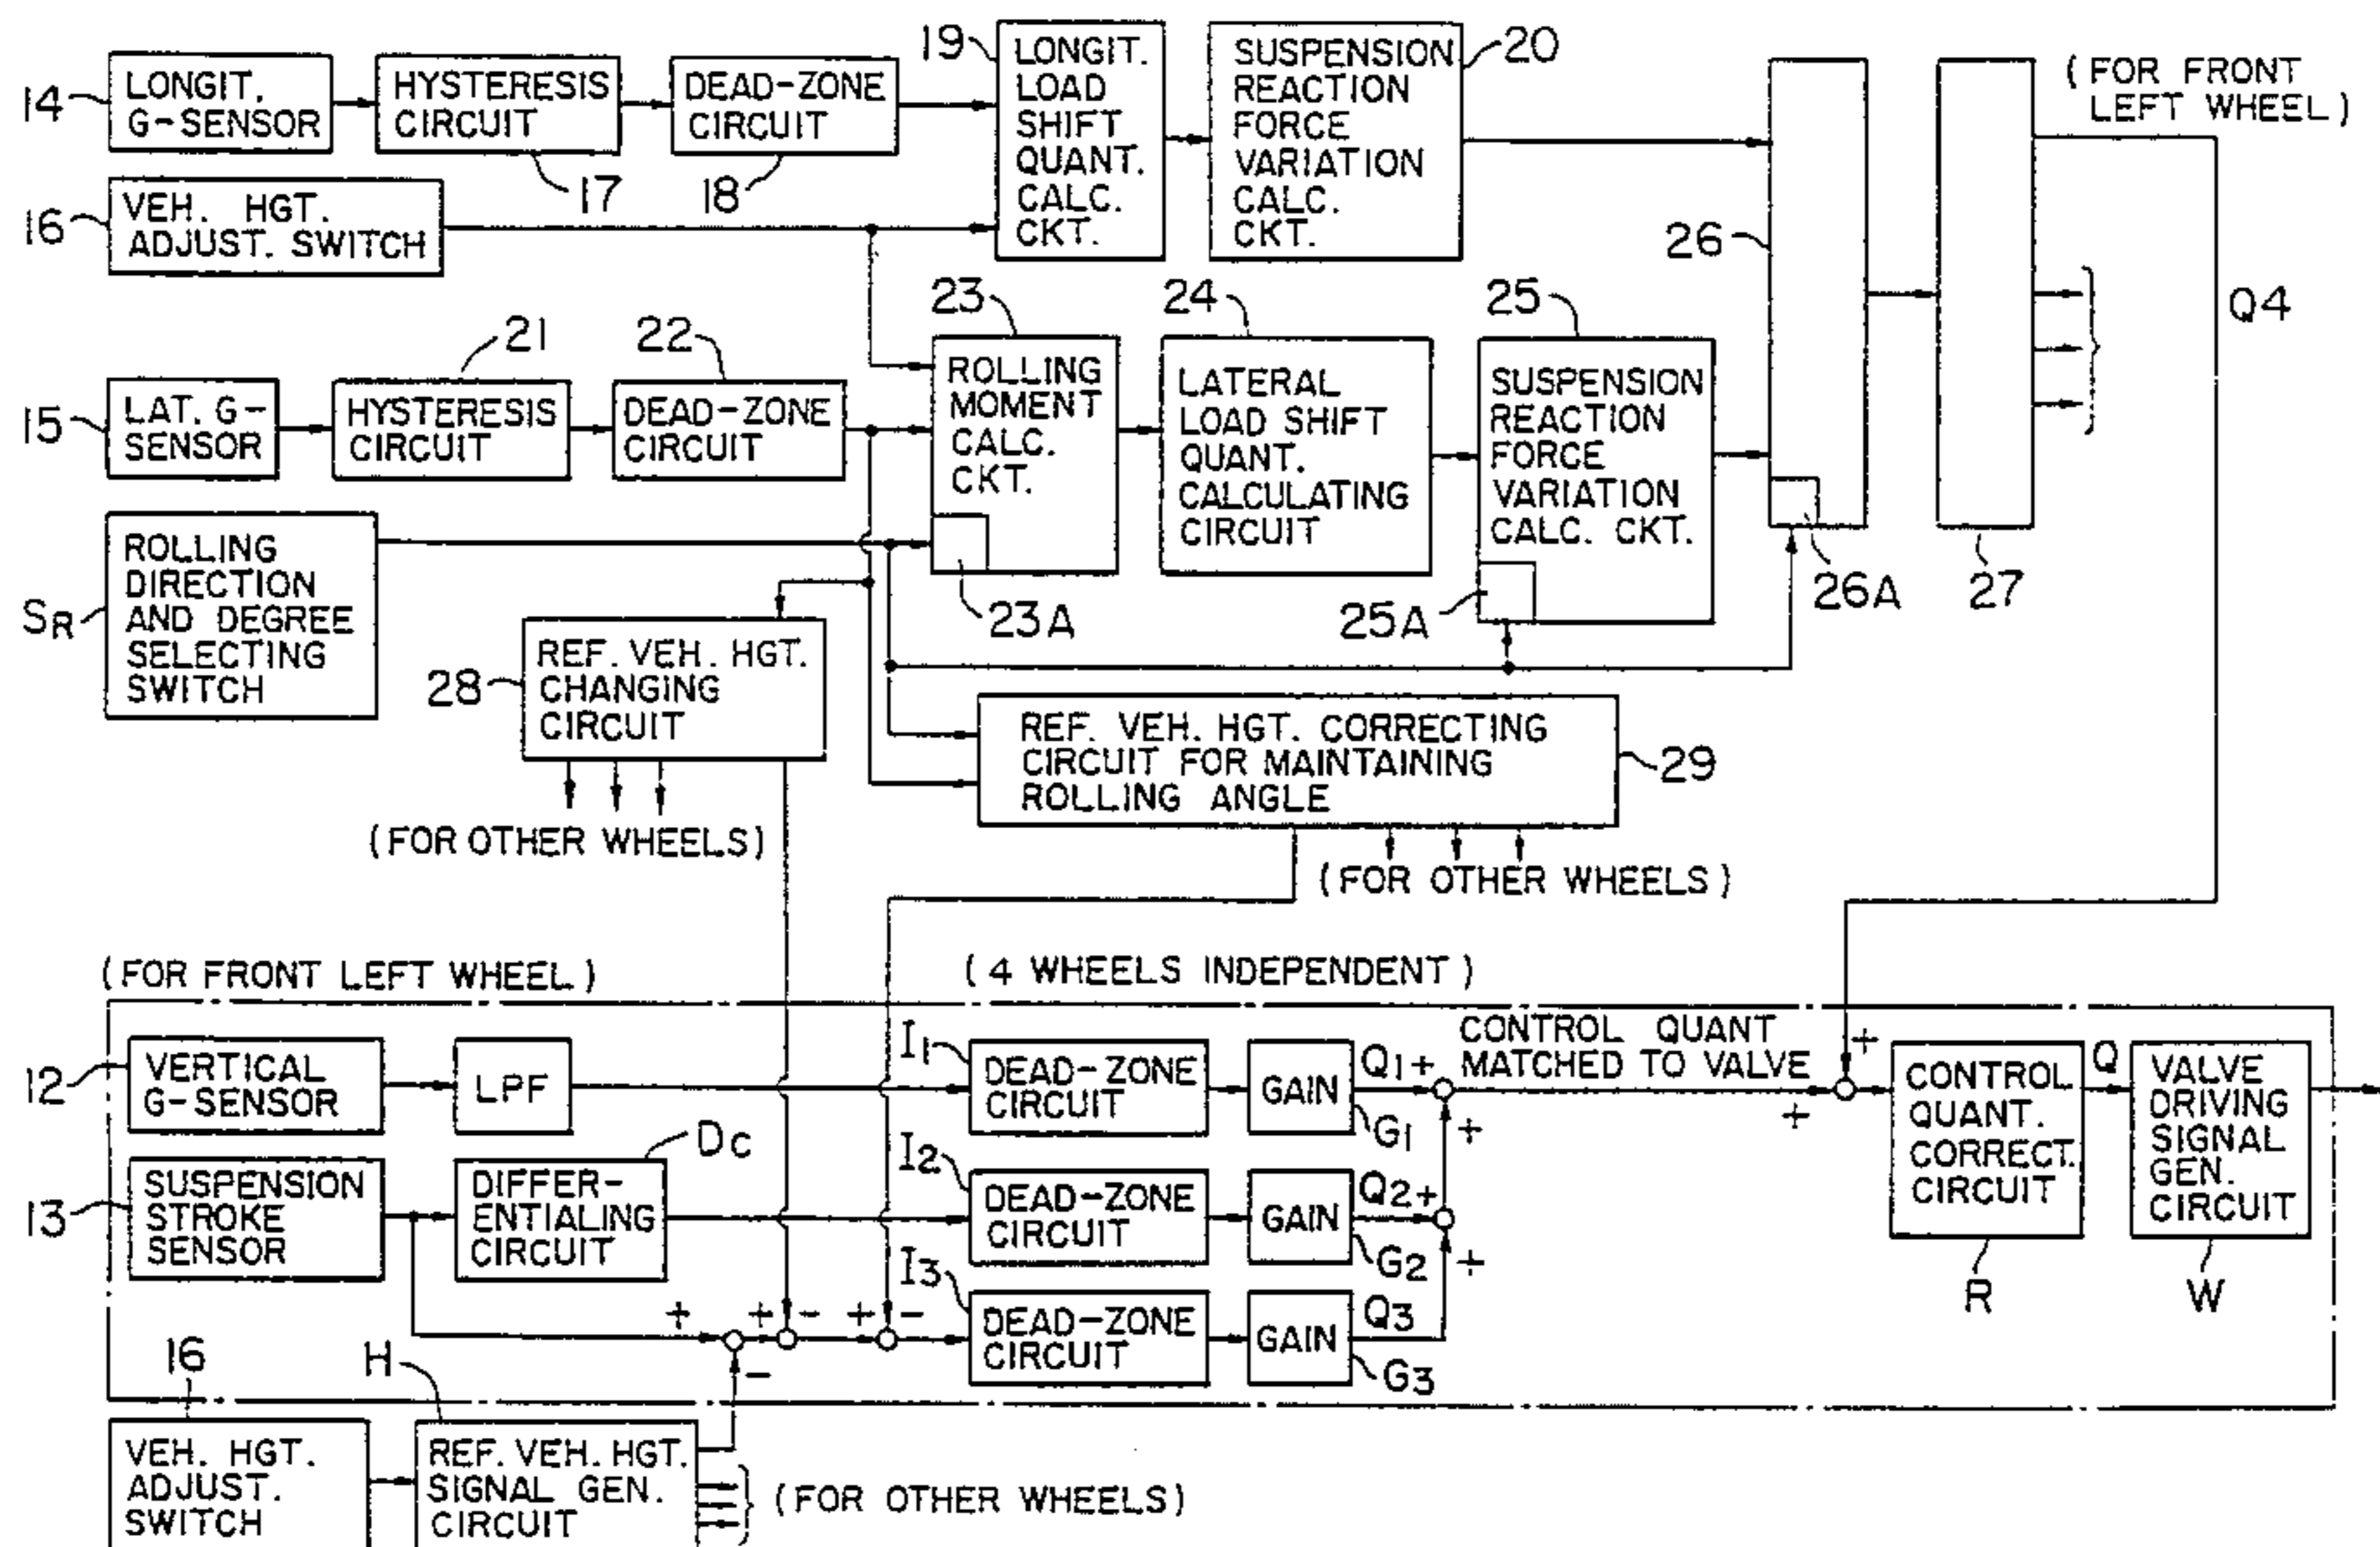 14
LONGIT.
G-SENSOR
HYSTERESIS
CIRCUIT
17
DEAD-ZONE
CIRCUIT
18
19
LONGIT.
LOAD
SHIFT
QUANT.
CALC.
CKT.
SUSPENSION
REACTION
FORCE
VARIATION
CALC.
CKT.
20
(FOR FRONT
LEFT WHEEL)
16
VEH. HGT.
ADJUST. SWITCH
26
Q4
15
LAT. G-
SENSOR
21
HYSTERESIS
CIRCUIT
22
DEAD-ZONE
CIRCUIT
23
ROLLING
MOMENT
CALC.
CKT.
23A
24
LATERAL
LOAD SHIFT
QUANT.
CALCULATING
CIRCUIT
25
SUSPENSION
REACTION
FORCE
VARIATION
CALC. CKT.
25A
26A
27
SR
ROLLING
DIRECTION
AND DEGREE
SELECTING
SWITCH
28
REF. VEH. HGT.
CHANGING
CIRCUIT
(FOR OTHER WHEELS)
REF. VEH. HGT. CORRECTING
CIRCUIT FOR MAINTAINING
ROLLING ANGLE
29
(FOR OTHER WHEELS)
(FOR FRONT LEFT WHEEL)
(4 WHEELS INDEPENDENT)
12
VERTICAL
G-SENSOR
LPF
I1
DEAD-ZONE
CIRCUIT
GAIN
G1
Q1+
+
CONTROL QUANT
MATCHED TO VALVE
+
+
CONTROL
QUANT.
CORRECT.
CIRCUIT
R
Q
VALVE
DRIVING
SIGNAL
GEN.
CIRCUIT
W
13
SUSPENSION
STROKE
SENSOR
DIFFER-
ENTIALING
CIRCUIT
DC
I2
DEAD-ZONE
CIRCUIT
GAIN
G2
Q2+
+
+ + - + -
-
I3
DEAD-ZONE
CIRCUIT
GAIN
G3
Q3
16
VEH. HGT.
ADJUST.
SWITCH
H
REF. VEH. HGT.
SIGNAL GEN.
CIRCUIT
(FOR OTHER WHEELS)